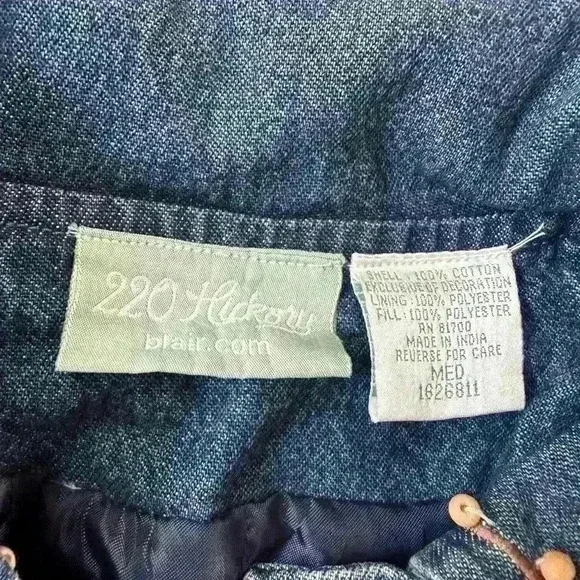 220 Hickory
blair.com
SHELL : 100% COTTON
EXCLUSIVE OF DECORATION
LINING : 100% POLYESTER
FILL : 100% POLYESTER
RN 81700
MADE IN INDIA
REVERSE FOR CARE
MED
1626811